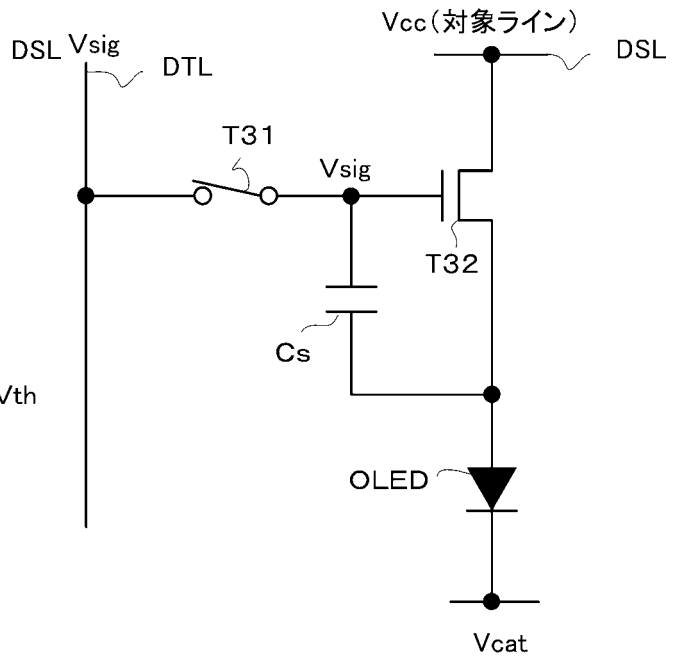 Vcc(対象ライン)
DSL Vsig
DSL
DTL
T31
Vsig
T32
Cs
Vth
OLED
Vcat